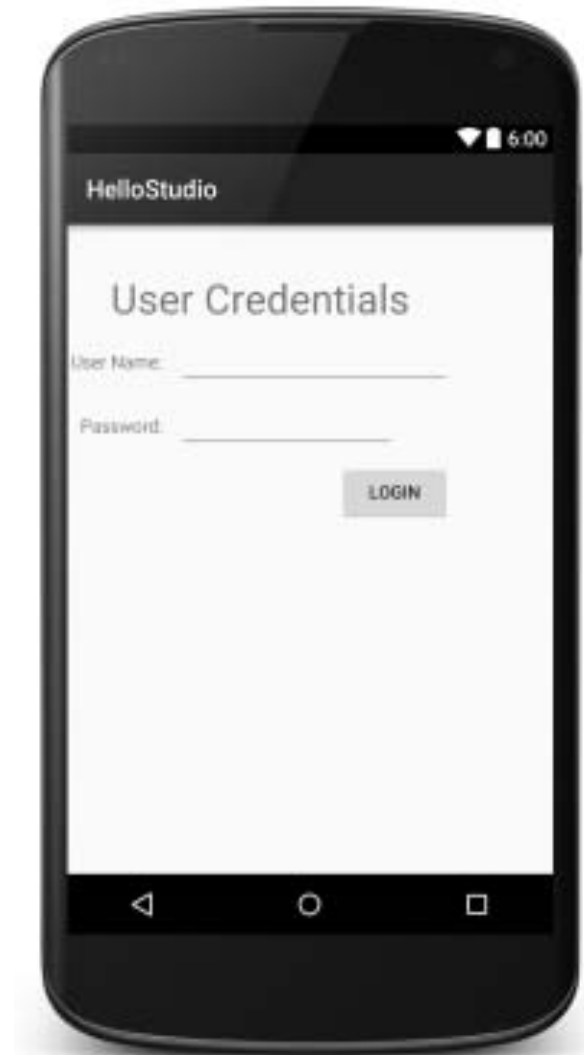 6:00
HelloStudio
User Credentials
User Name:
Password:
LOGIN